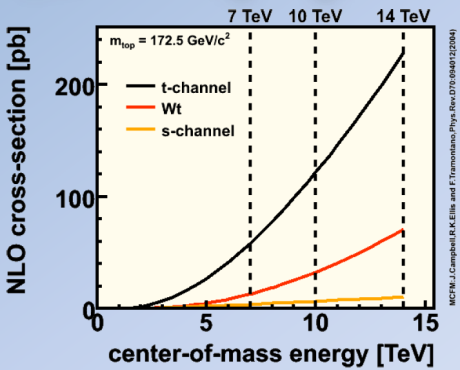 7 TeV 10 TeV 14 TeV
m_top = 172.5 GeV/c²
t-channel
Wt
s-channel
NLO cross-section [pb]
200
100
0
0 5 10 15
center-of-mass energy [TeV]
MCFM:J.Campbell,R.K.Ellis and F.Tramontano,Phys.Rev.D70:094012(2004)